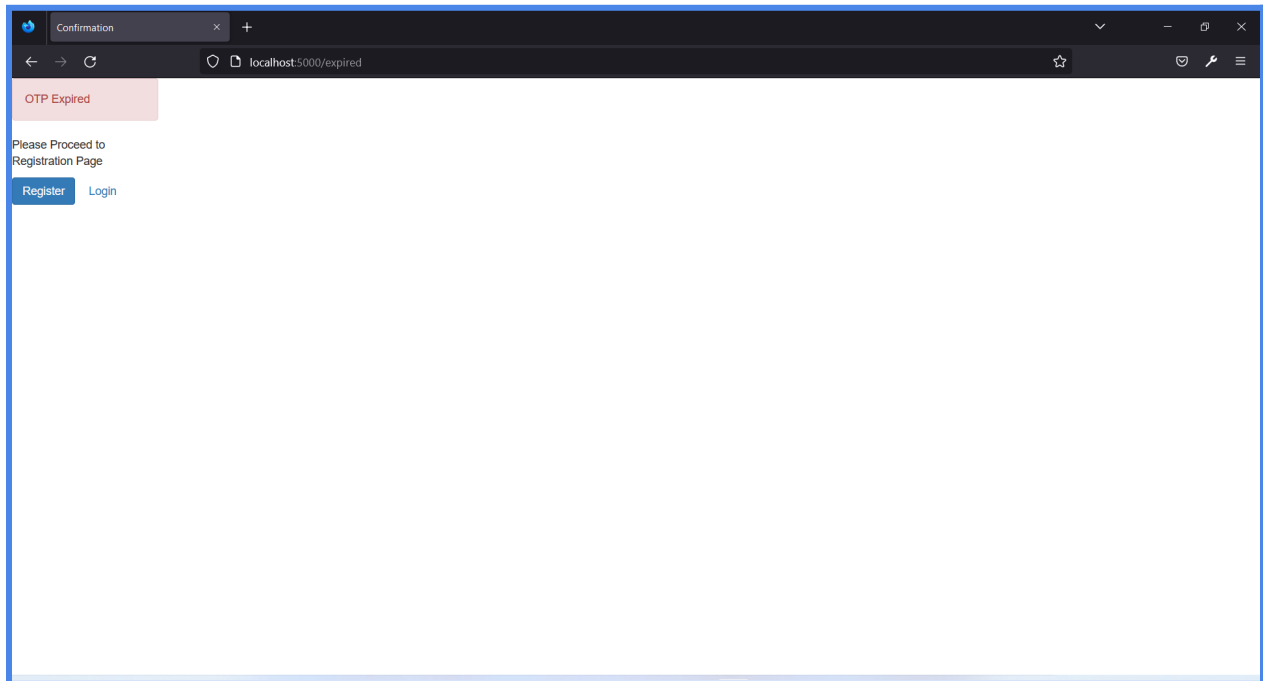 Confirmation
localhost:5000/expired
OTP Expired
Please Proceed to
Registration Page
Register Login